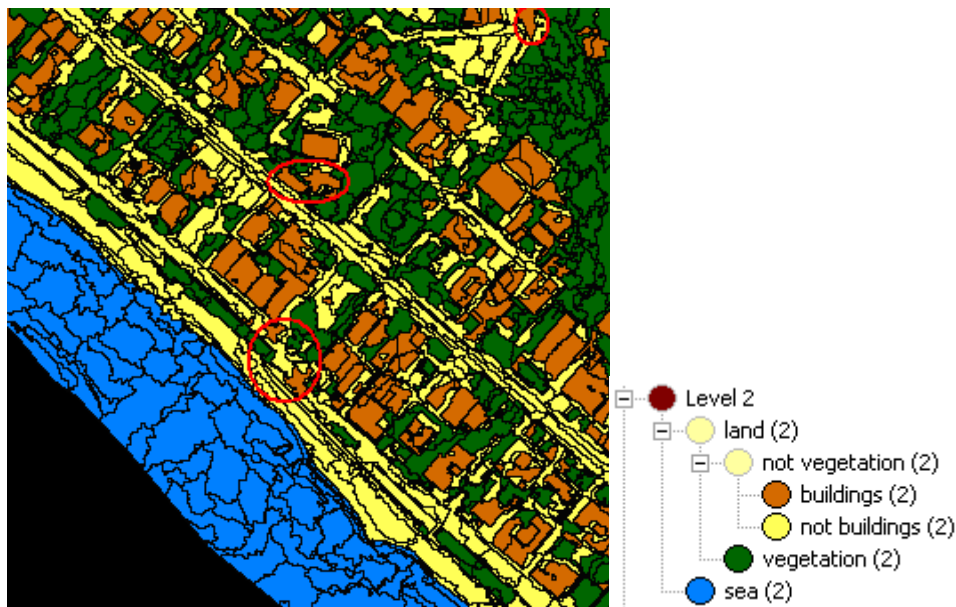 Level 2
land (2)
not vegetation (2)
buildings (2)
not buildings (2)
vegetation (2)
sea (2)